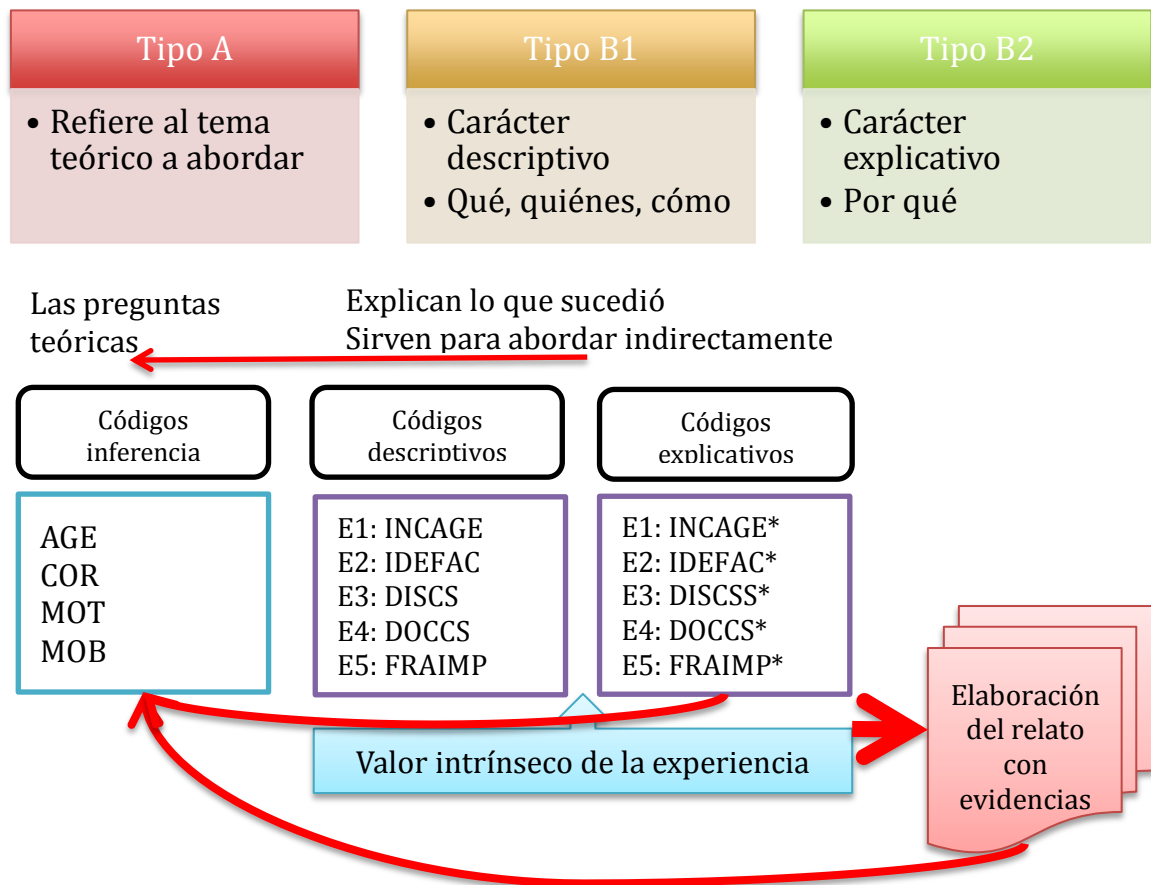 Tipo A
Tipo B1
Tipo B2
• Refiere al tema
teórico a abordar
• Carácter
descriptivo
• Qué, quiénes, cómo
• Carácter
explicativo
• Por qué
Las preguntas
teóricas
Explican lo que sucedió
Sirven para abordar indirectamente
Códigos
inferencia
Códigos
descriptivos
Códigos
explicativos
AGE
COR
MOT
MOB
E1: INCAGE
E2: IDEFAC
E3: DISCS
E4: DOCCS
E5: FRAIMP
E1: INCAGE*
E2: IDEFAC*
E3: DISCSS*
E4: DOCCS*
E5: FRAIMP*
Valor intrínseco de la experiencia
Elaboración
del relato
con
evidencias